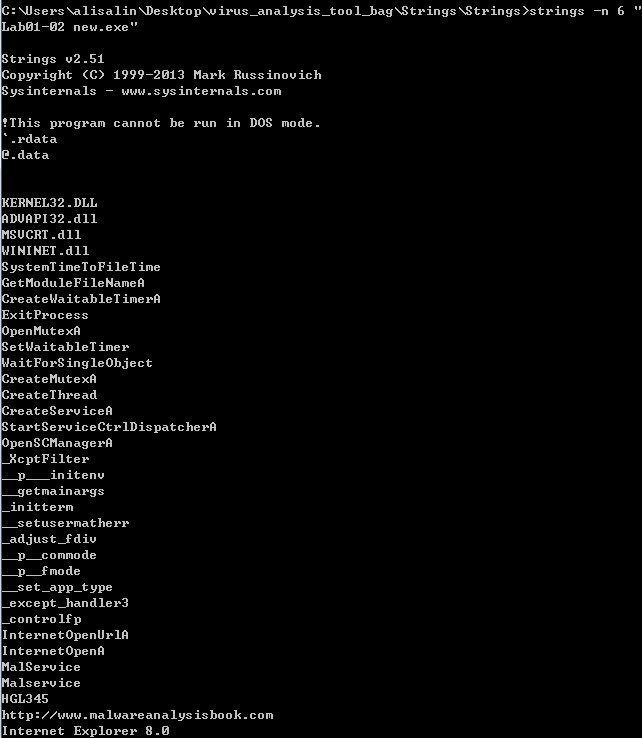 C:\Users\alisalin\Desktop\virus_analysis_tool_bag\Strings\Strings>strings -n 6 "
Lab01-02 new.exe"
Strings v2.51
Copyright (C) 1999-2013 Mark Russinovich
Sysinternals - www.sysinternals.com
!This program cannot be run in DOS mode.
`.rdata
@.data
KERNEL32.DLL
ADVAPI32.dll
MSVCRT.dll
WININET.dll
SystemTimeToFileTime
GetModuleFileNameA
CreateWaitableTimerA
ExitProcess
OpenMutexA
SetWaitableTimer
WaitForSingleObject
CreateMutexA
CreateThread
CreateServiceA
StartServiceCtrlDispatcherA
OpenSCManagerA
_XcptFilter
__p___initenv
__getmainargs
_initterm
__setusermatherr
_adjust_fdiv
__p__commode
__p__fmode
__set_app_type
_except_handler3
_controlfp
InternetOpenUrlA
InternetOpenA
MalService
Malservice
HGL345
http://www.malwareanalysisbook.com
Internet Explorer 8.0